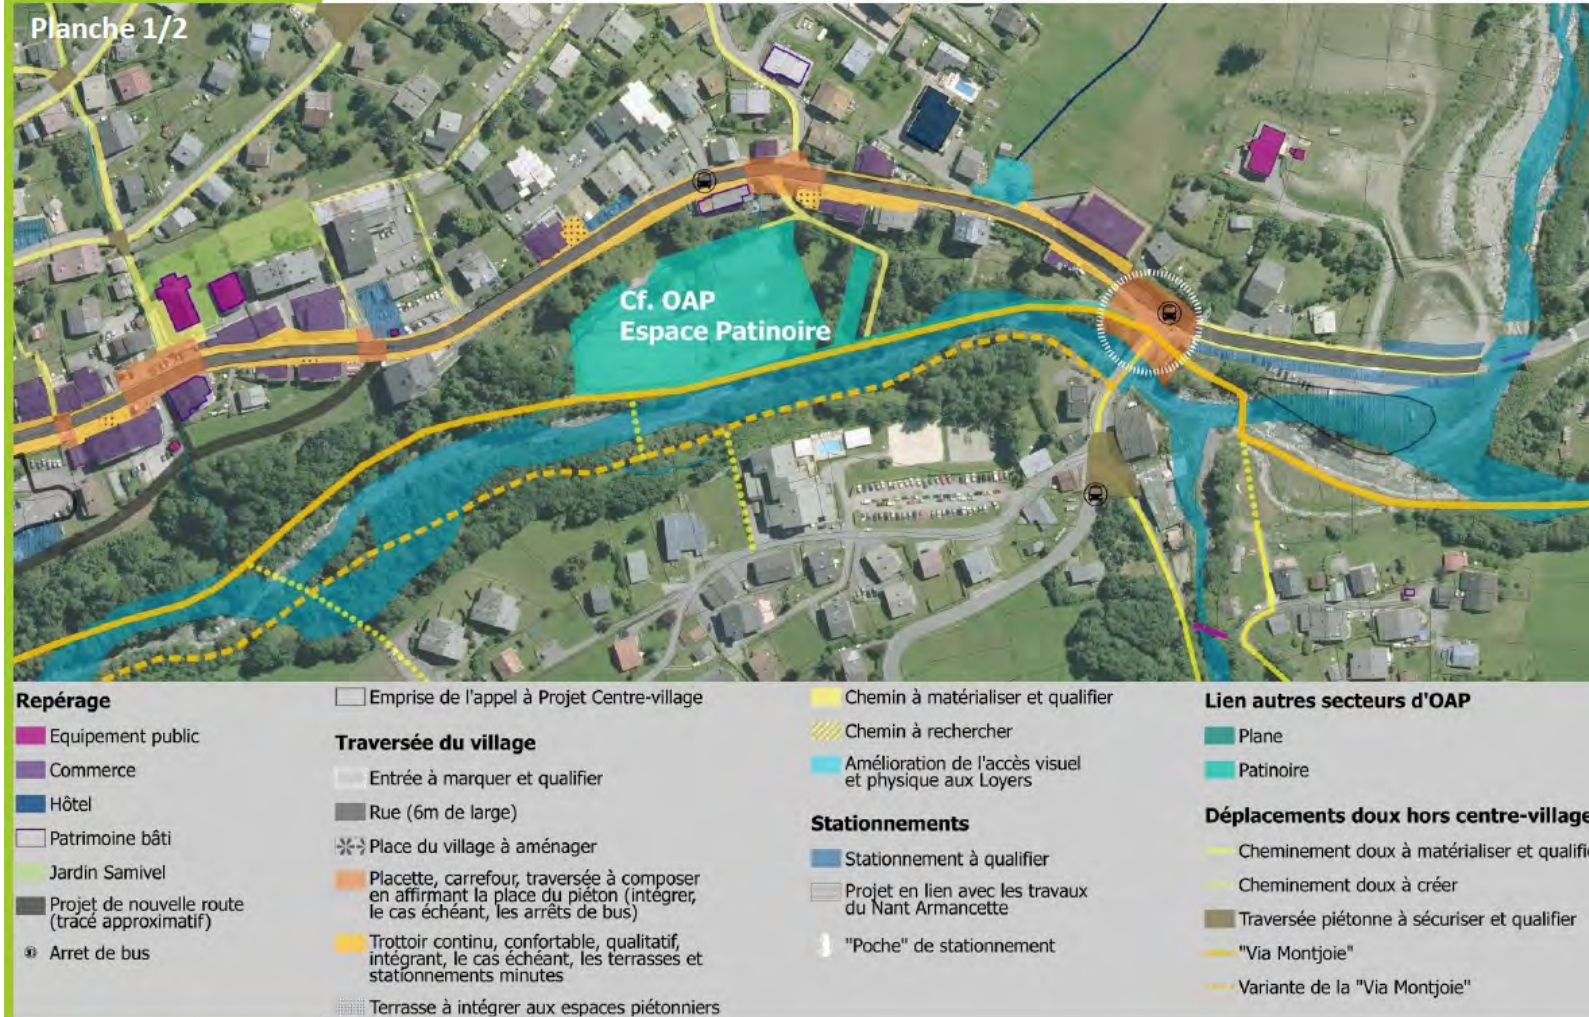 Planche 1/2
Cf. OAP
Espace Patinoire
Repérage
Equipement public
Commerce
Hôtel
Patrimoine bâti
Jardin Samivel
Projet de nouvelle route
(tracé approximatif)
Arret de bus
Emprise de l'appel à Projet Centre-village
Traversée du village
Entrée à marquer et qualifier
Rue (6m de large)
Place du village à aménager
Placette, carrefour, traversée à composer
en affirmant la place du piéton (intégrer,
le cas échéant, les arrêts de bus)
Trottoir continu, confortable, qualitatif,
intégrant, le cas échéant, les terrasses et
stationnements minutes
Terrasse à intégrer aux espaces piétonniers
Chemin à matérialiser et qualifier
Chemin à rechercher
Amélioration de l'accès visuel
et physique aux Loyers
Stationnements
Stationnement à qualifier
Projet en lien avec les travaux
du Nant Armancette
"Poche" de stationnement
Lien autres secteurs d'OAP
Plane
Patinoire
Déplacements doux hors centre-village
Cheminement doux à matérialiser et qualifie
Cheminement doux à créer
Traversée piétonne à sécuriser et qualifier
"Via Montjoie"
Variante de la "Via Montjoie"